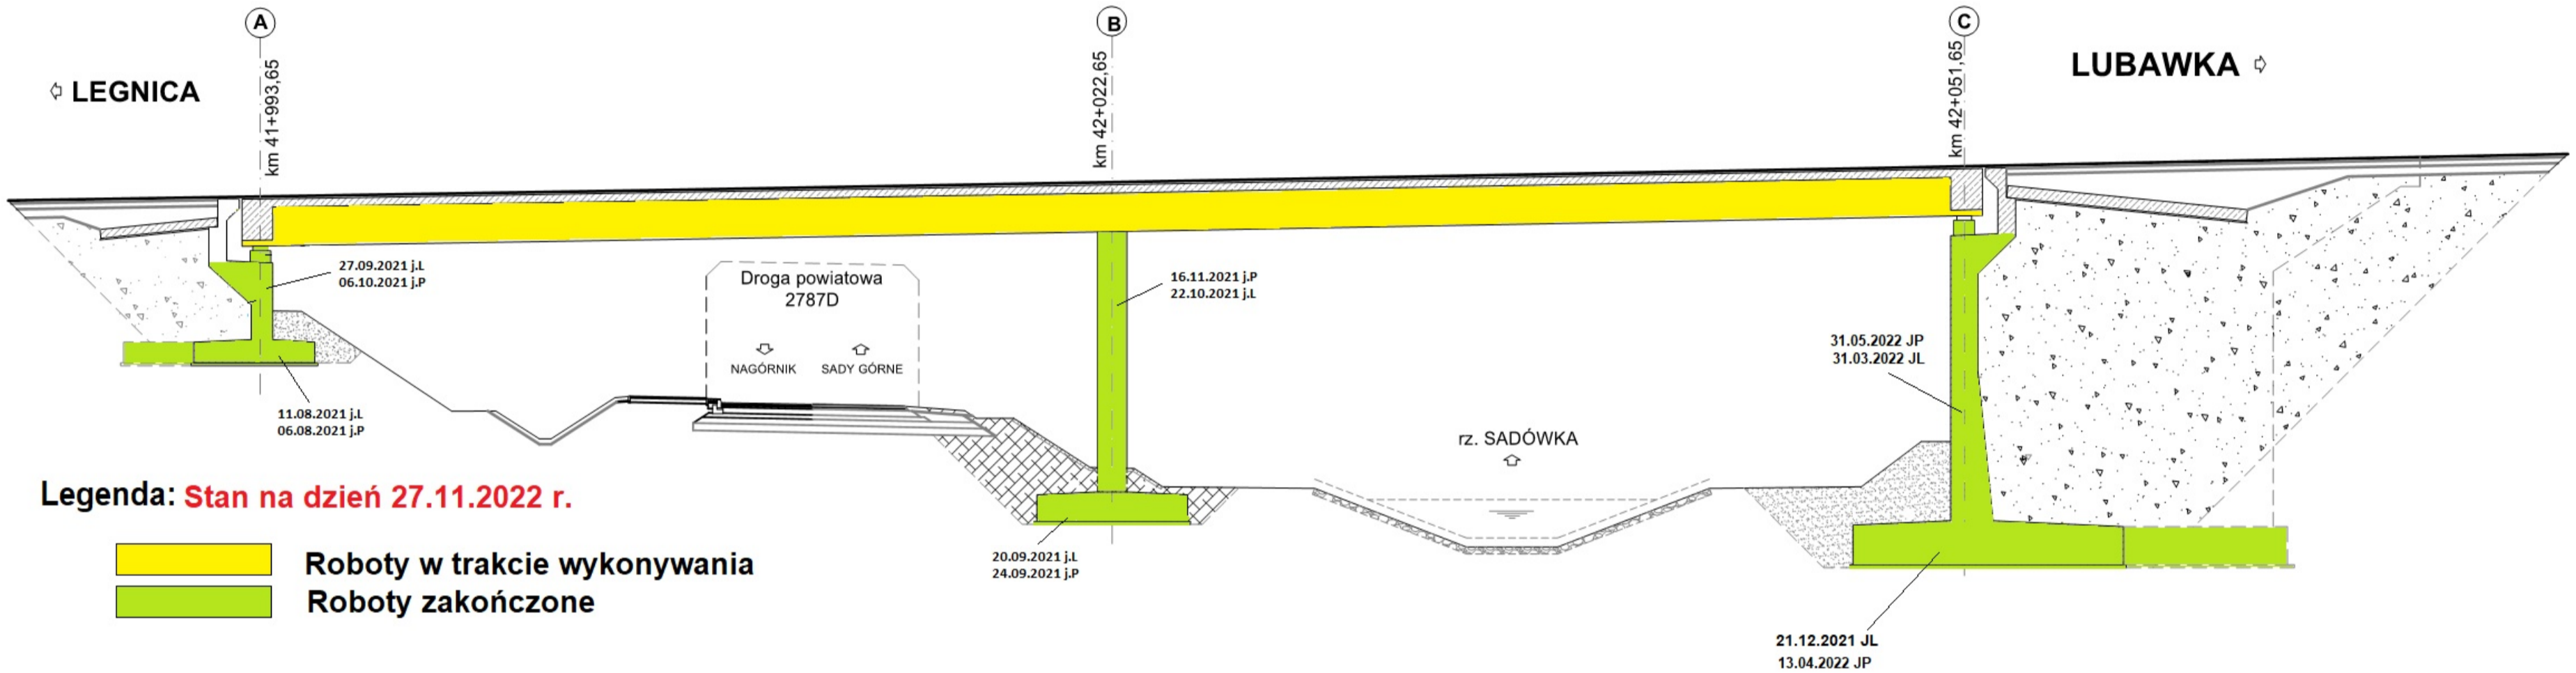 A
B
C
km 41+993,65
km 42+022,65
km 42+051,65
⇦ LEGNICA
LUBAWKA ⇨
27.09.2021 j.L
06.10.2021 j.P
Droga powiatowa
2787D
NAGÓRNIK SADY GÓRNE
16.11.2021 j.P
22.10.2021 j.L
31.05.2022 JP
31.03.2022 JL
11.08.2021 j.L
06.08.2021 j.P
rz. SADÓWKA
20.09.2021 j.L
24.09.2021 j.P
21.12.2021 JL
13.04.2022 JP
Legenda: Stan na dzień 27.11.2022 r.
Roboty w trakcie wykonywania
Roboty zakończone